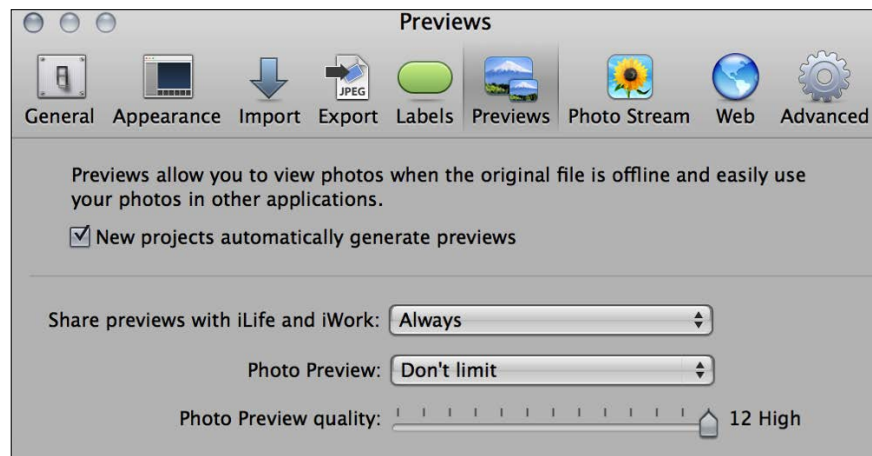 Previews
JPEG
General Appearance Import Export Labels Previews Photo Stream Web Advanced
Previews allow you to view photos when the original file is offline and easily use
your photos in other applications.
New projects automatically generate previews
Share previews with iLife and iWork: Always
Photo Preview: Don't limit
Photo Preview quality: 12 High